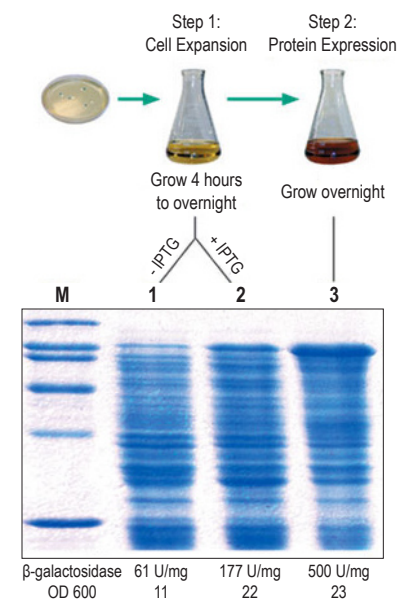 Step 1:
Cell Expansion
Step 2:
Protein Expression
Grow 4 hours
to overnight
Grow overnight
- IPTG
+ IPTG
M 1 2 3
β-galactosidase 61 U/mg 177 U/mg 500 U/mg
OD 600 11 22 23